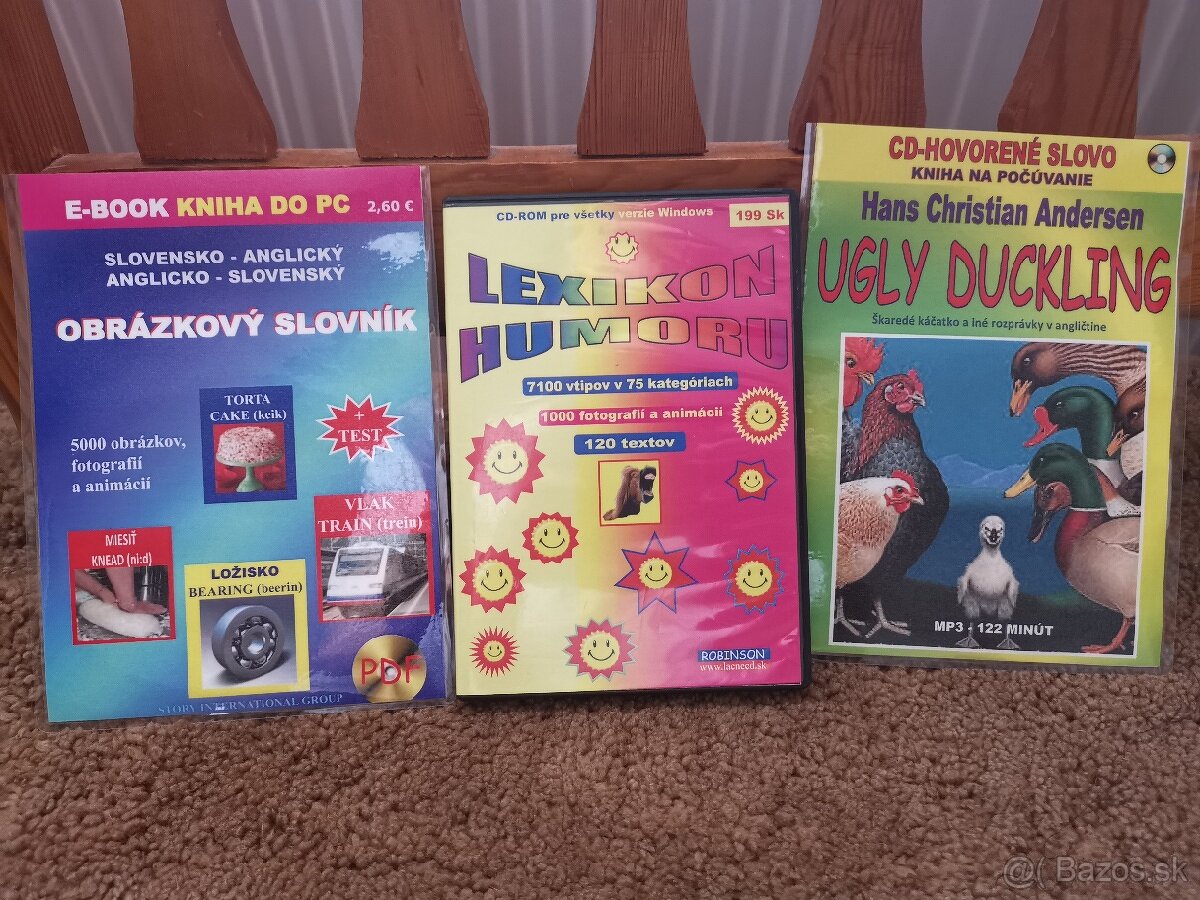 E-BOOK KNIHA DO PC 2,60 €
SLOVENSKO - ANGLICKÝ
ANGLICKO - SLOVENSKÝ
OBRÁZKOVÝ SLOVNÍK
5000 obrázkov,
fotografií
a animácií
TORTA
CAKE (keik)
+
TEST
MIESIŤ
KNEAD (ni:d)
LOŽISKO
BEARING (beerin)
VLAK
TRAIN (trein)
PDF
STORY INTERNATIONAL GROUP
CD-ROM pre všetky verzie Windows
199 Sk
LEXIKON
HUMORU
7100 vtipov v 75 kategóriach
1000 fotografií a animácií
120 textov
ROBINSON
www.lacnecd.sk
CD-HOVORENÉ SLOVO
KNIHA NA POČÚVANIE
Hans Christian Andersen
UGLY DUCKLING
Škaredé káčatko a iné rozprávky v angličtine
MP3 - 122 MINÚT
@( Bazos.sk